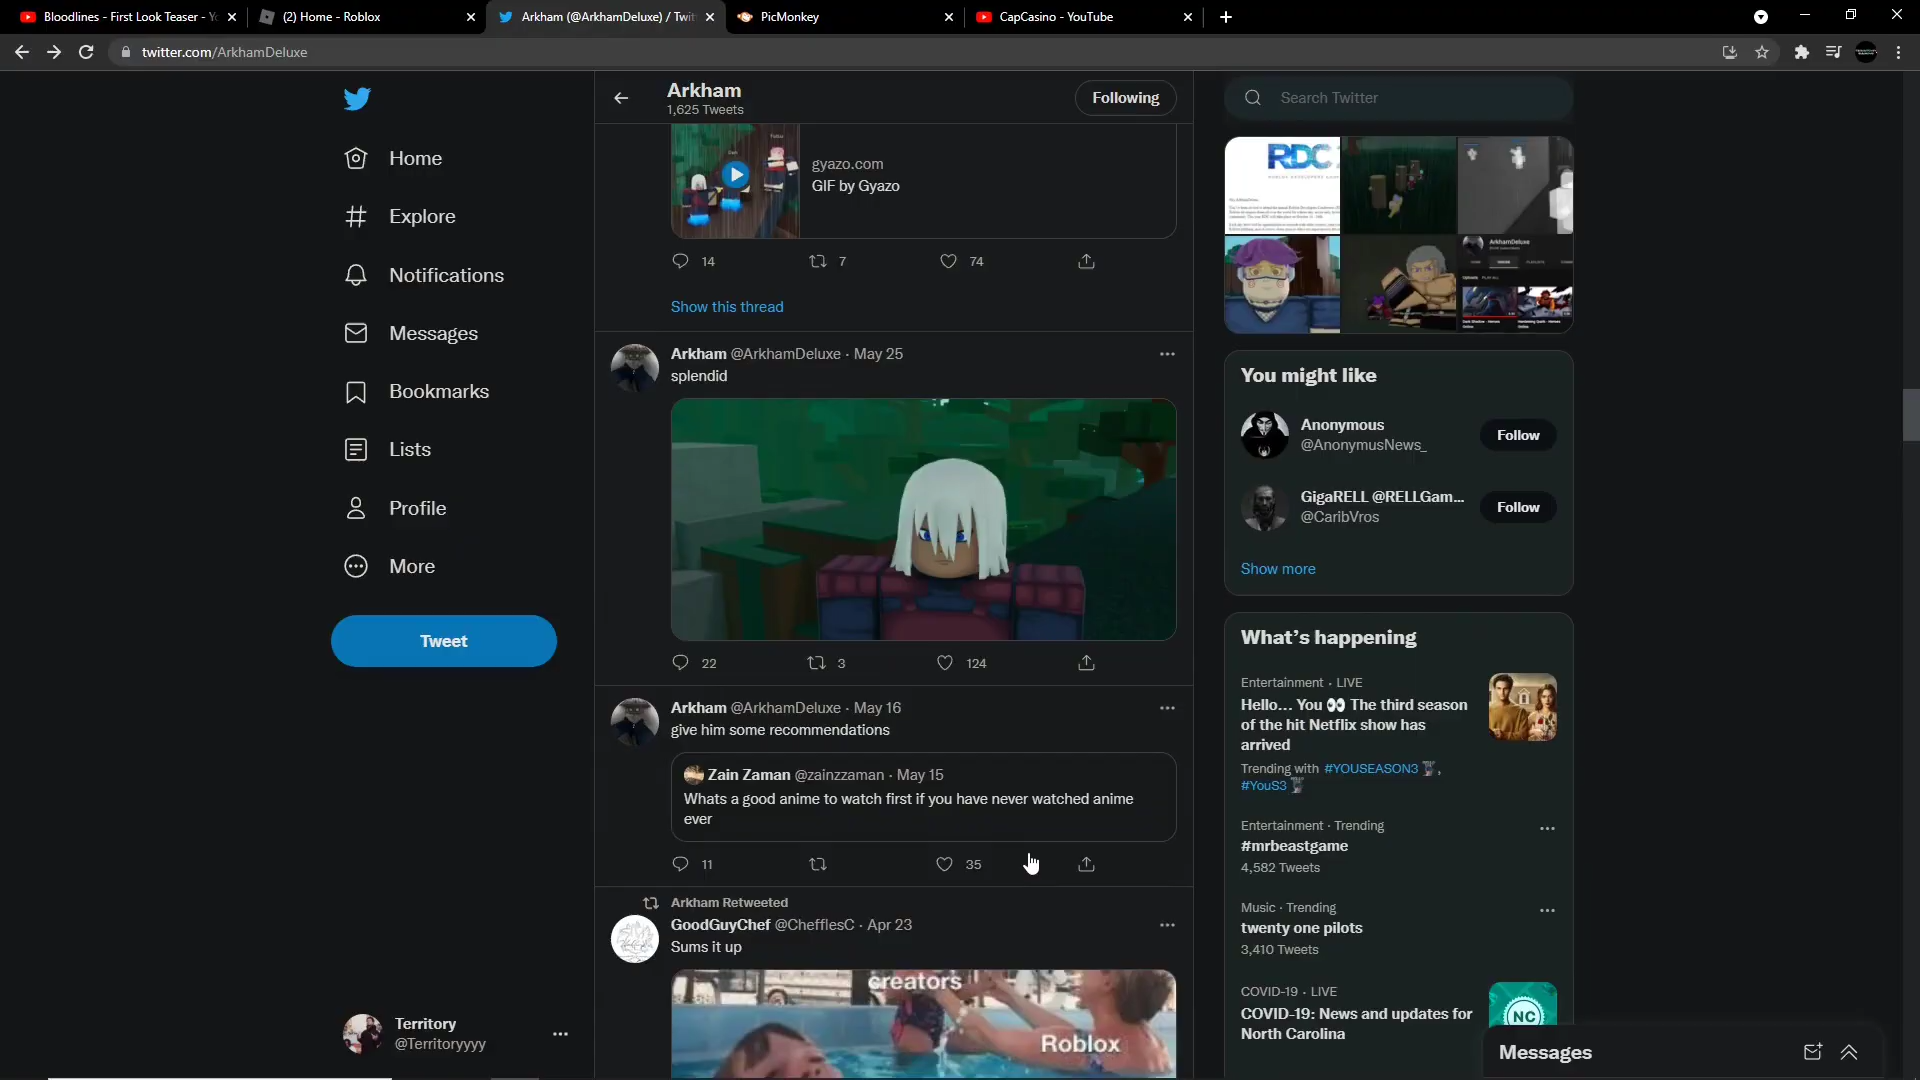 Bloodlines - First Look Teaser - Yo
(2) Home - Roblox
Arkham (@ArkhamDeluxe) / Twit
PicMonkey
CapCasino - YouTube
twitter.com/ArkhamDeluxe
Home
Explore
Notifications
Messages
Bookmarks
Lists
Profile
More
Tweet
Territory
@Territoryyyy
Arkham
1,625 Tweets
Following
gyazo.com
GIF by Gyazo
14
7
74
Show this thread
Arkham @ArkhamDeluxe · May 25
splendid
22
3
124
Arkham @ArkhamDeluxe · May 16
give him some recommendations
Zain Zaman @zainzzaman · May 15
Whats a good anime to watch first if you have never watched anime
ever
11
35
Arkham Retweeted
GoodGuyChef @ChefflesC · Apr 23
Sums it up
creators
Roblox
Search Twitter
RDC
ArkhamDeluxe
You might like
Anonymous
@AnonymusNews_
Follow
GigaRELL @RELLGam...
@CaribVros
Follow
Show more
What's happening
Entertainment · LIVE
Hello... You 👀 The third season
of the hit Netflix show has
arrived
Trending with #YOUSEASON3 ,
#YouS3
Entertainment · Trending
#mrbeastgame
4,582 Tweets
Music · Trending
twenty one pilots
3,410 Tweets
COVID-19 · LIVE
COVID-19: News and updates for
North Carolina
NC
Messages